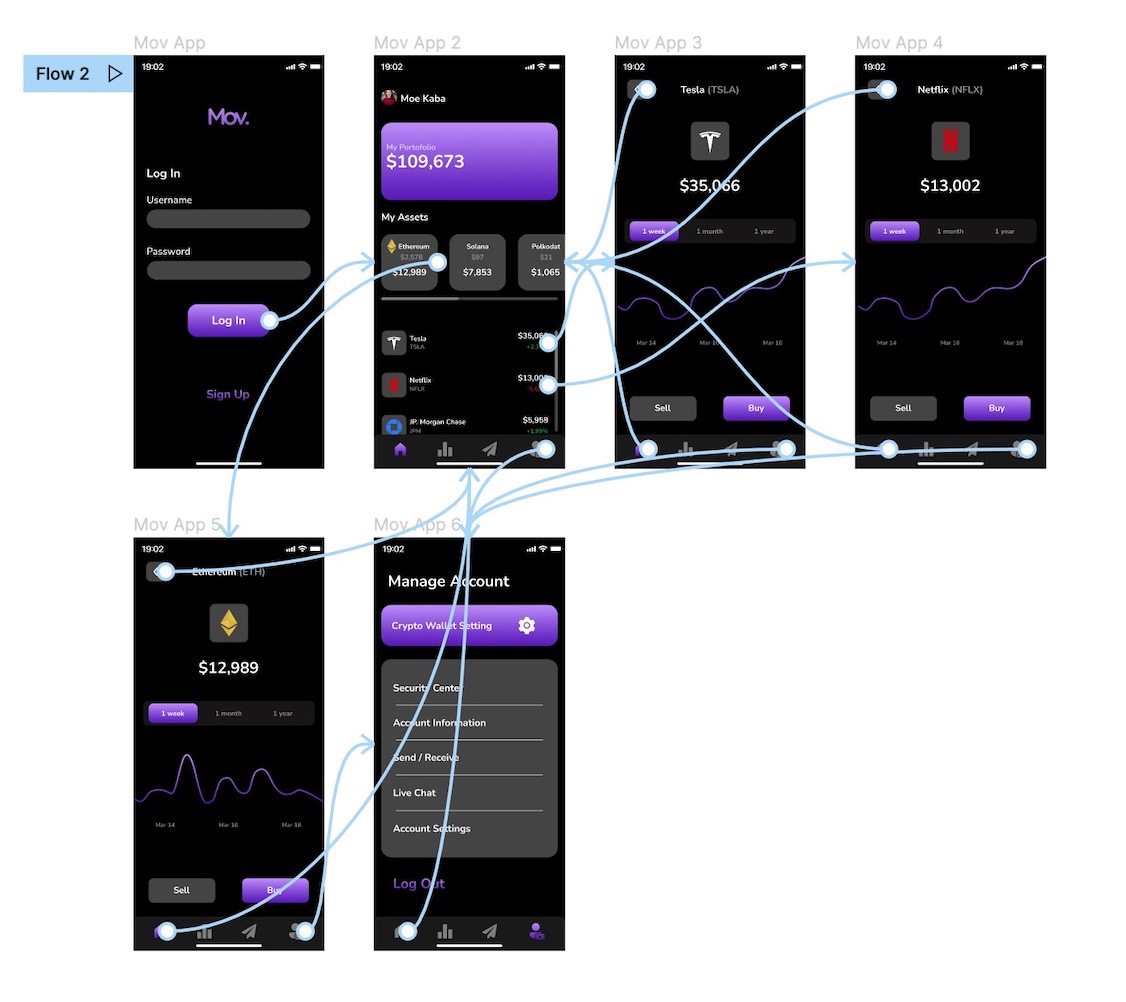 Mov App
Flow 2
19:02
Mov.
Log In
Username
Password
Log In
Sign Up
Mov App 2
19:02
Moe Kaba
My Portofolio
$109,673
My Assets
Ethereum
$2,578
$12,989
Solana
$97
$7,853
Polkodat
$21
$1,065
Tesla
TSLA
$35,066
Netflix
NFLX
$13,002
JP. Morgan Chase
JPM
$5,959
+1.99%
Mov App 3
19:02
Tesla (TSLA)
$35,066
1 week 1 month 1 year
Mar 14 Mar 16 Mar 18
Sell Buy
Mov App 4
19:02
Netflix (NFLX)
$13,002
1 week 1 month 1 year
Mar 14 Mar 16 Mar 18
Sell Buy
Mov App 5
19:02
Ethereum (ETH)
$12,989
1 week 1 month 1 year
Mar 14 Mar 16 Mar 18
Sell Buy
Mov App 6
19:02
Manage Account
Crypto Wallet Setting
Security Center
Account Information
Send / Receive
Live Chat
Account Settings
Log Out